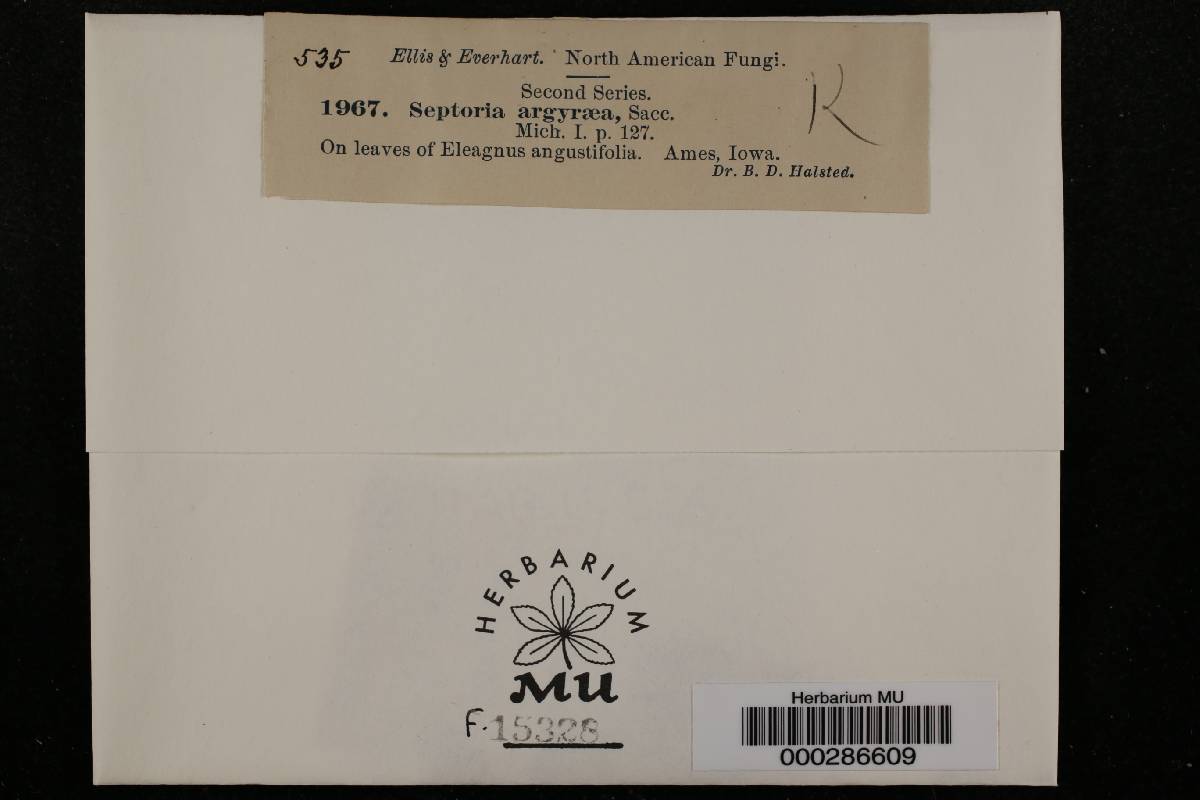 535 Ellis & Everhart. North American Fungi.
Second Series.
1967. Septoria argyræa, Sacc.
Mich. I. p. 127.
On leaves of Eleagnus angustifolia. Ames, Iowa.
Dr. B. D. Halsted.
K
HERBARIUM
MU
F. 15328
Herbarium MU
000286609